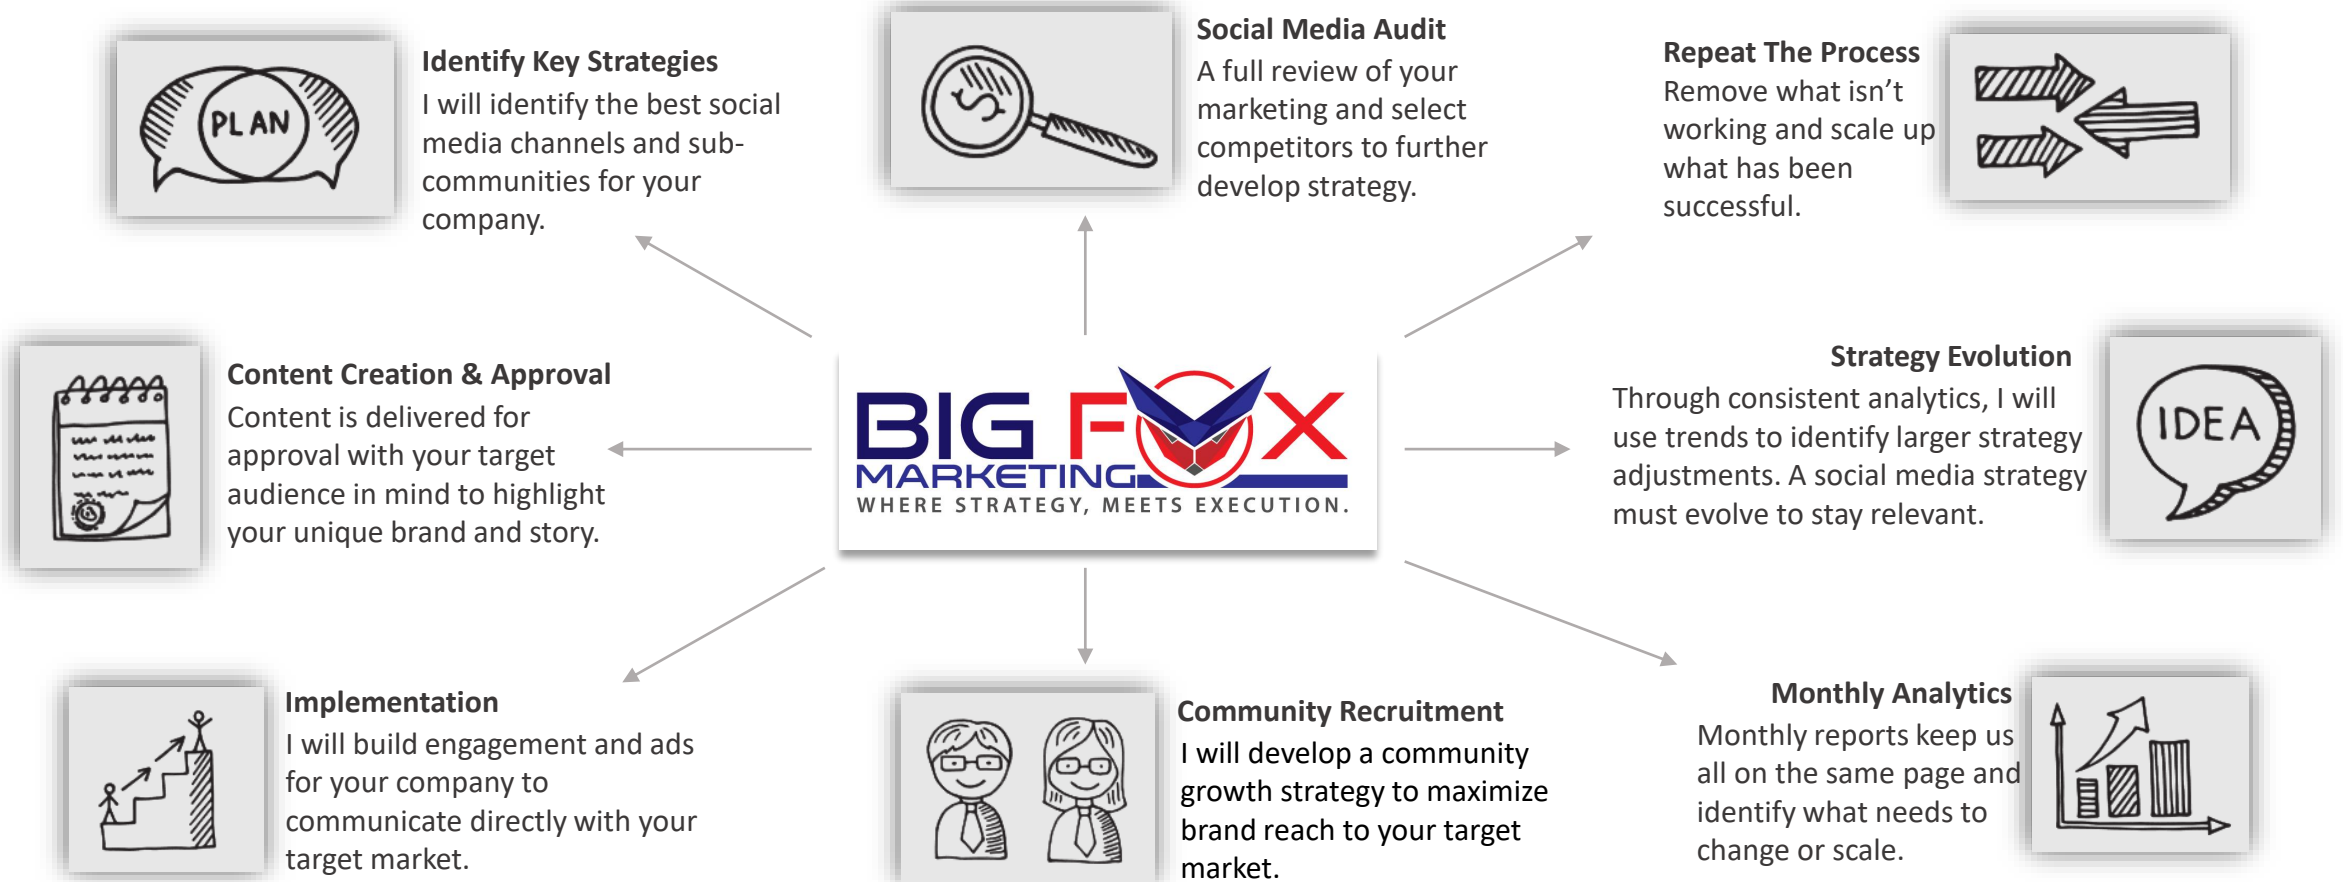 Identify Key Strategies
I will identify the best social
media channels and sub-
communities for your
company.
PLAN
Social Media Audit
A full review of your
marketing and select
competitors to further
develop strategy.
S
Repeat The Process
Remove what isn’t
working and scale up
what has been
successful.
Content Creation & Approval
Content is delivered for
approval with your target
audience in mind to highlight
your unique brand and story.
BIG FOX
MARKETING
WHERE STRATEGY, MEETS EXECUTION.
Strategy Evolution
Through consistent analytics, I will
use trends to identify larger strategy
adjustments. A social media strategy
must evolve to stay relevant.
IDEA
Implementation
I will build engagement and ads
for your company to
communicate directly with your
target market.
Community Recruitment
I will develop a community
growth strategy to maximize
brand reach to your target
market.
Monthly Analytics
Monthly reports keep us
all on the same page and
identify what needs to
change or scale.